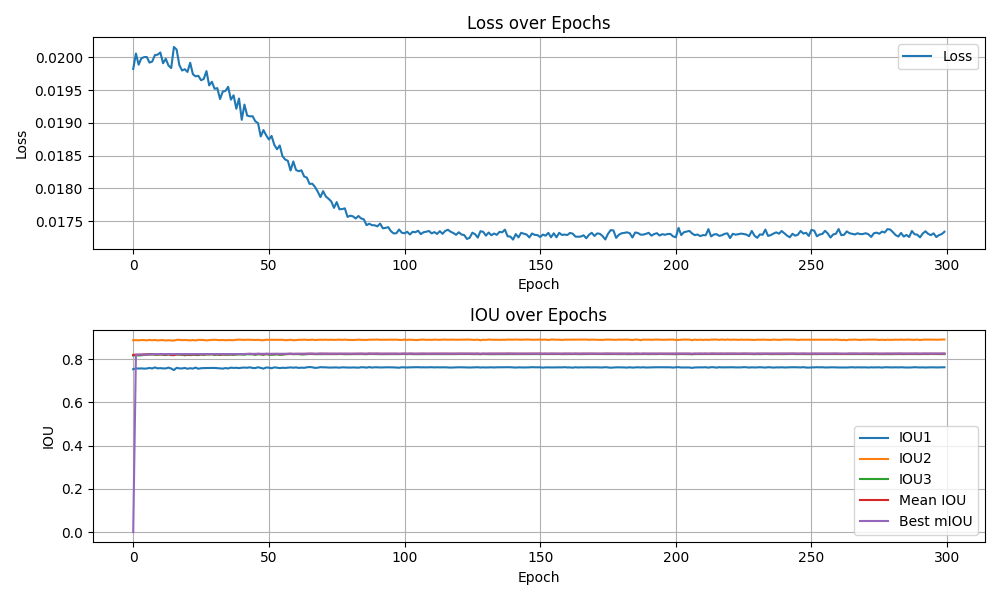 Loss over Epochs
Loss
0.0200
0.0195
0.0190
0.0185
0.0180
0.0175
Loss
0 50 100 150 200 250 300
Epoch
IOU over Epochs
0.8
0.6
0.4
0.2
0.0
IOU
IOU1
IOU2
IOU3
Mean IOU
Best mIOU
0 50 100 150 200 250 300
Epoch